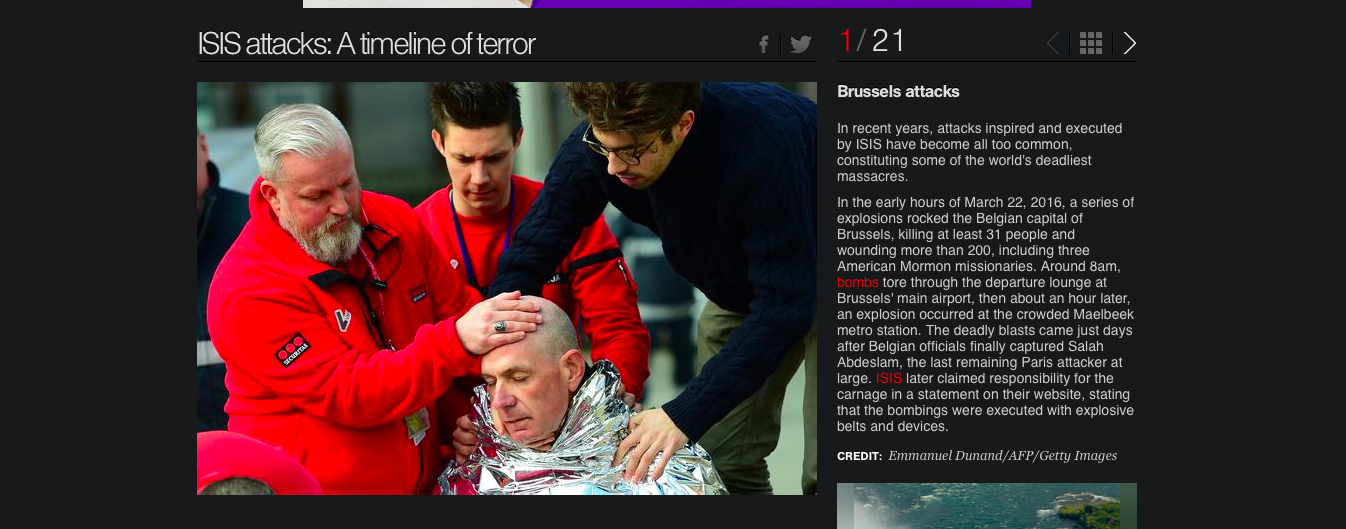 ISIS attacks: A timeline of terror
1/21
Brussels attacks
In recent years, attacks inspired and executed
by ISIS have become all too common,
constituting some of the world's deadliest
massacres.
In the early hours of March 22, 2016, a series of
explosions rocked the Belgian capital of
Brussels, killing at least 31 people and
wounding more than 200, including three
American Mormon missionaries. Around 8am,
bombs tore through the departure lounge at
Brussels' main airport, then about an hour later,
an explosion occurred at the crowded Maelbeek
metro station. The deadly blasts came just days
after Belgian officials finally captured Salah
Abdeslam, the last remaining Paris attacker at
large. ISIS later claimed responsibility for the
carnage in a statement on their website, stating
that the bombings were executed with explosive
belts and devices.
CREDIT: Emmanuel Dunand/AFP/Getty Images
SECURITAS